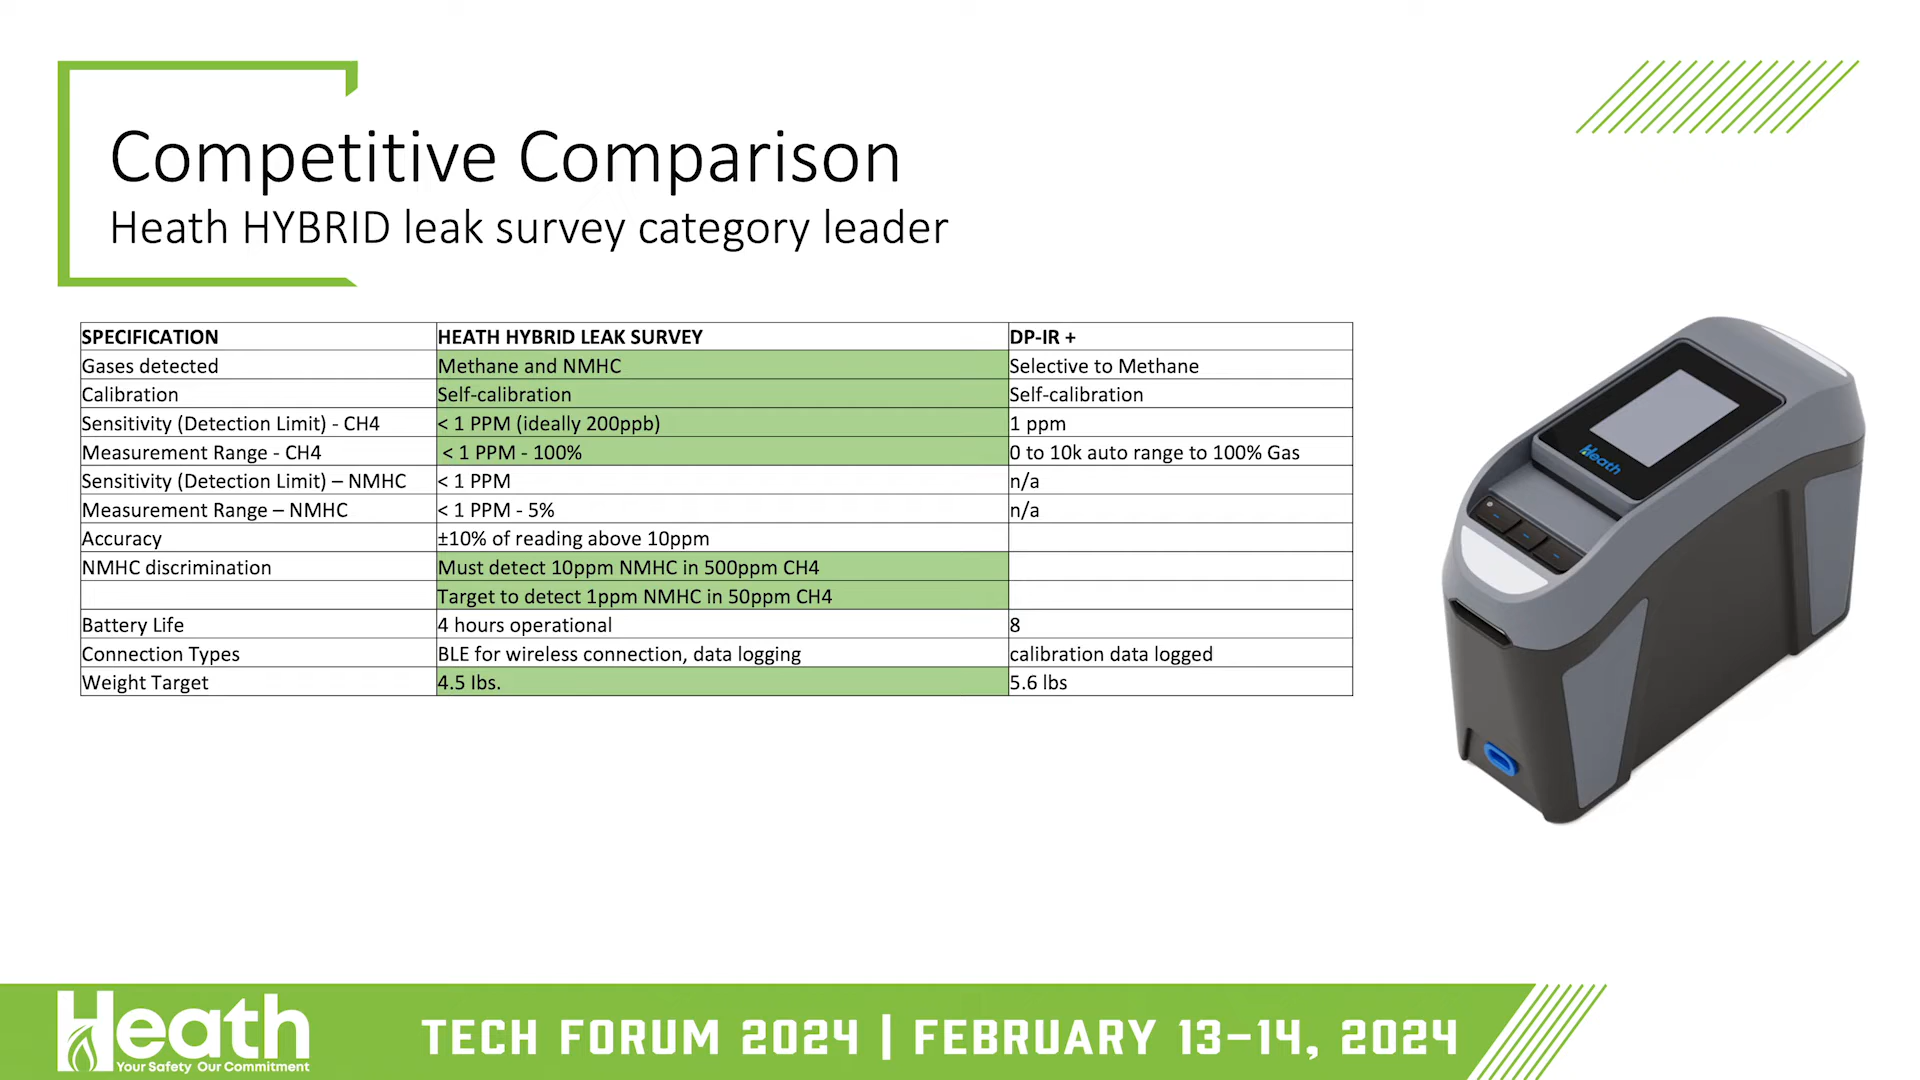 Competitive Comparison
Heath HYBRID leak survey category leader
SPECIFICATION HEATH HYBRID LEAK SURVEY DP-IR +
Gases detected Methane and NMHC Selective to Methane
Calibration Self-calibration Self-calibration
Sensitivity (Detection Limit) - CH4 < 1 PPM (ideally 200ppb) 1 ppm
Measurement Range - CH4 < 1 PPM - 100% 0 to 10k auto range to 100% Gas
Sensitivity (Detection Limit) – NMHC < 1 PPM n/a
Measurement Range – NMHC < 1 PPM - 5% n/a
Accuracy ±10% of reading above 10ppm
NMHC discrimination Must detect 10ppm NMHC in 500ppm CH4
Target to detect 1ppm NMHC in 50ppm CH4
Battery Life 4 hours operational 8
Connection Types BLE for wireless connection, data logging calibration data logged
Weight Target 4.5 lbs. 5.6 lbs
Heath
Heath
Your Safety Our Commitment
TECH FORUM 2024 | FEBRUARY 13–14, 2024